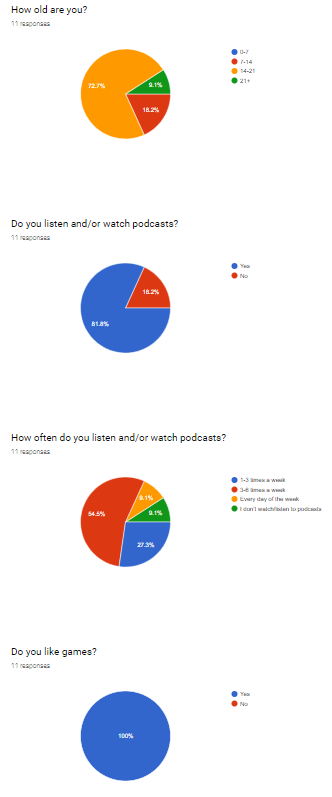 How old are you?
11 responses
0-7
7-14
14-21
21+
72.7%
9.1%
18.2%
Do you listen and/or watch podcasts?
11 responses
Yes
No
18.2%
81.8%
How often do you listen and/or watch podcasts?
11 responses
1-3 times a week
3-6 times a week
Every day of the week
I don't watch/listen to podcasts
9.1%
54.5%
9.1%
27.3%
Do you like games?
11 responses
Yes
No
100%